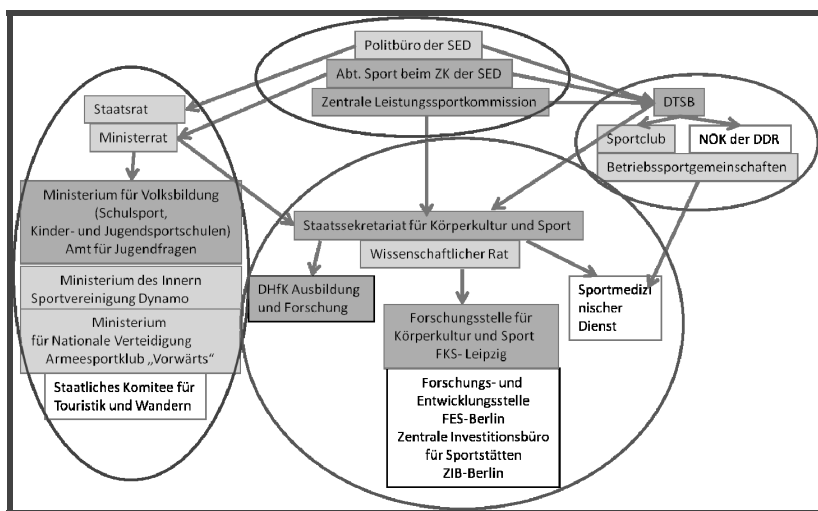 Politbüro der SED
Abt. Sport beim ZK der SED
Zentrale Leistungssportkommission
DTSB
Sportclub
NOK der DDR
Betriebssportgemeinschaften
Staatsrat
Ministerrat
Ministerium für Volksbildung
(Schulsport,
Kinder- und Jugendsportschulen)
Amt für Jugendfragen
Ministerium des Innern
Sportvereinigung Dynamo
Ministerium
für Nationale Verteidigung
Armeesportklub „Vorwärts“
Staatliches Komitee für
Touristik und Wandern
Staatssekretariat für Körperkultur und Sport
Wissenschaftlicher Rat
DHfK Ausbildung
und Forschung
Forschungsstelle für
Körperkultur und Sport
FKS- Leipzig
Forschungs- und
Entwicklungsstelle
FES-Berlin
Zentrale Investitionsbüro
für Sportstätten
ZIB-Berlin
Sportmedizi
nischer
Dienst